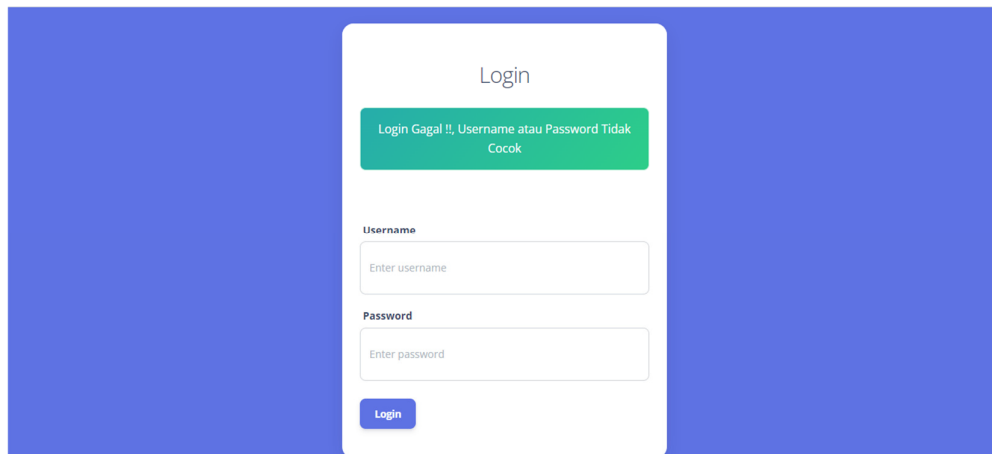 Login
Login Gagal !!, Username atau Password Tidak
Cocok
Username
Enter username
Password
Enter password
Login